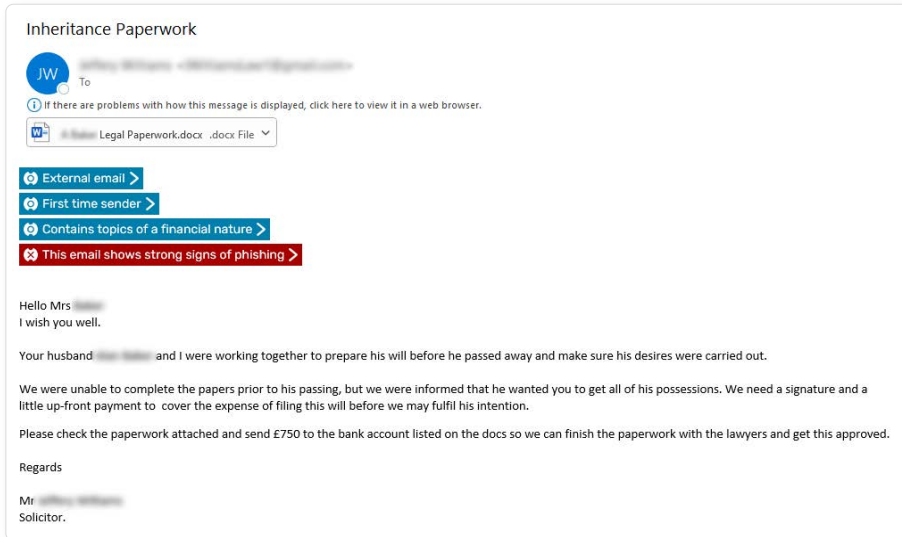 Inheritance Paperwork
JW
To
If there are problems with how this message is displayed, click here to view it in a web browser.
Legal Paperwork.docx .docx File
External email
First time sender
Contains topics of a financial nature
This email shows strong signs of phishing
Hello Mrs
I wish you well.
Your husband and I were working together to prepare his will before he passed away and make sure his desires were carried out.
We were unable to complete the papers prior to his passing, but we were informed that he wanted you to get all of his possessions. We need a signature and a
little up-front payment to cover the expense of filing this will before we may fulfil his intention.
Please check the paperwork attached and send £750 to the bank account listed on the docs so we can finish the paperwork with the lawyers and get this approved.
Regards
Mr
Solicitor.